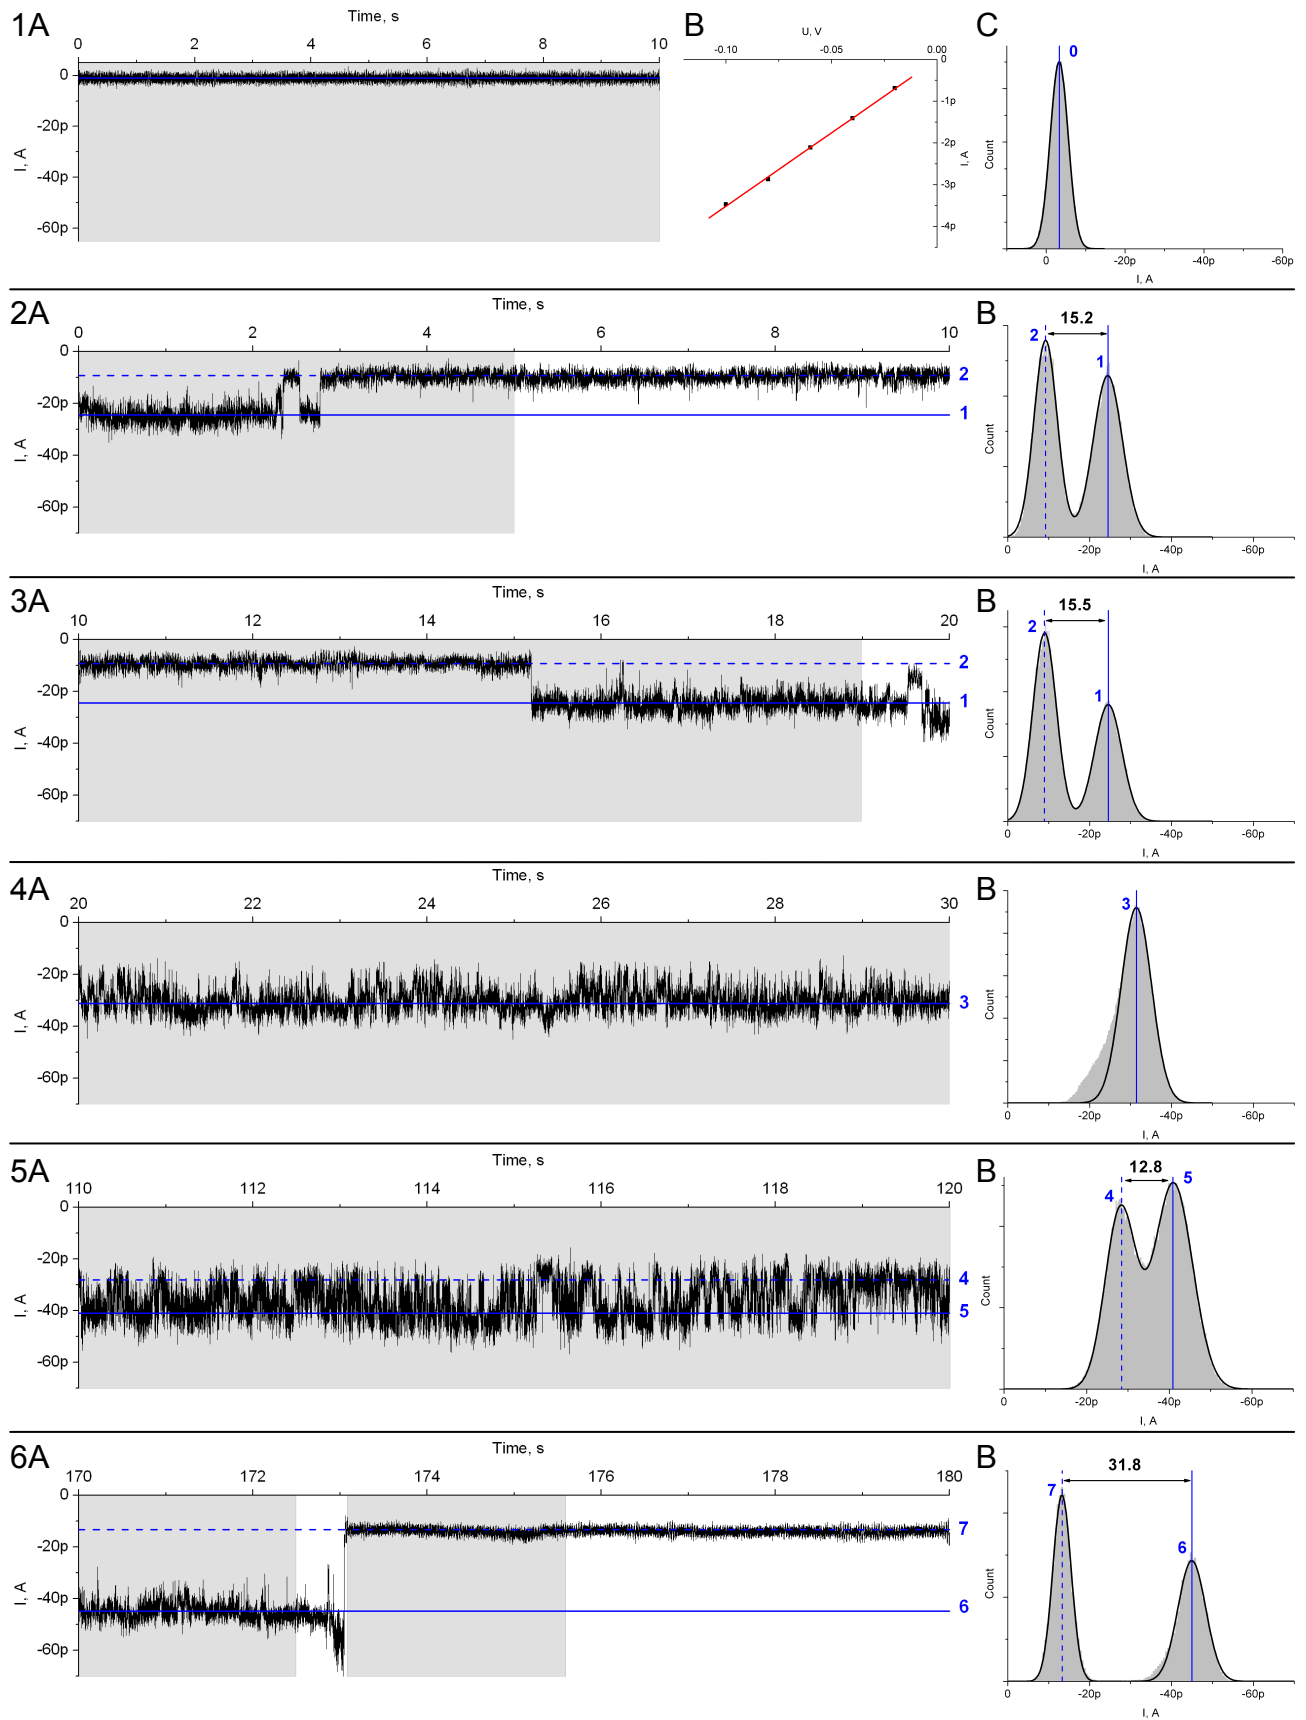 1A
Time, s
0 2 4 6 8 10
0
-20p
-40p
-60p
I, A
B
U, V
-0.10 -0.05 0.00
0
-1p
-2p
-3p
-4p
I, A
C
0
Count
0 -20p -40p -60p
I, A
2A
Time, s
0 2 4 6 8 10
0
-20p
-40p
-60p
I, A
2
1
B
15.2
2
1
Count
0 -20p -40p -60p
I, A
3A
Time, s
10 12 14 16 18 20
0
-20p
-40p
-60p
I, A
2
1
B
15.5
2
1
Count
0 -20p -40p -60p
I, A
4A
Time, s
20 22 24 26 28 30
0
-20p
-40p
-60p
I, A
3
B
3
Count
0 -20p -40p -60p
I, A
5A
Time, s
110 112 114 116 118 120
0
-20p
-40p
-60p
I, A
4
5
B
12.8
4
5
Count
0 -20p -40p -60p
I, A
6A
Time, s
170 172 174 176 178 180
0
-20p
-40p
-60p
I, A
7
6
B
31.8
7
6
Count
0 -20p -40p -60p
I, A